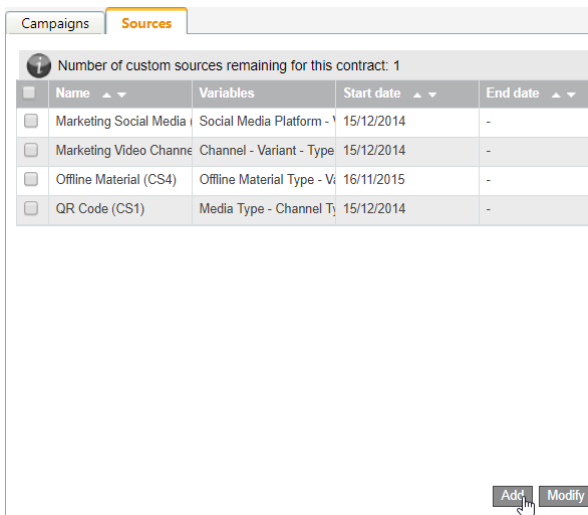 Campaigns Sources
Number of custom sources remaining for this contract: 1
Name Variables Start date End date
Marketing Social Media Social Media Platform - 15/12/2014 -
Marketing Video Channe Channel - Variant - Type 15/12/2014 -
Offline Material (CS4) Offline Material Type - Va 16/11/2015 -
QR Code (CS1) Media Type - Channel Ty 15/12/2014 -
Add Modify